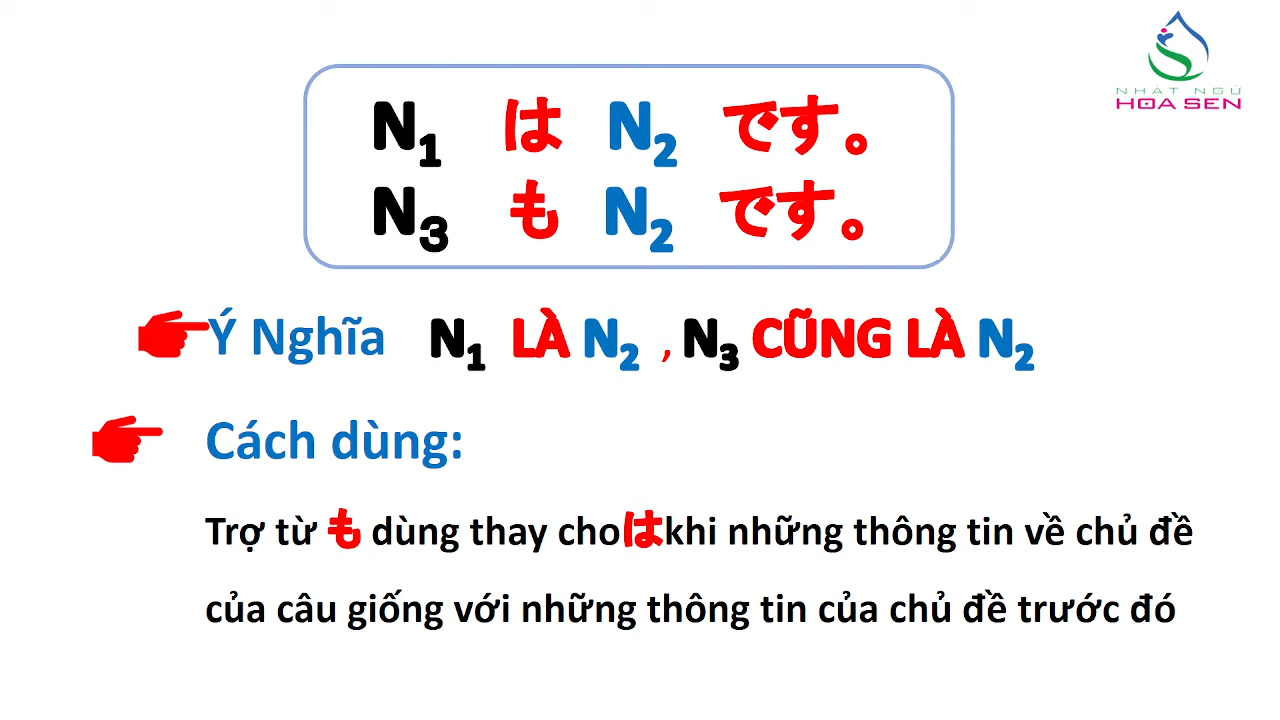 NHẬT NGỮ
HOA SEN
N1 は N2 です。
N3 も N2 です。
Ý Nghĩa N1 LÀ N2 , N3 CŨNG LÀ N2
Cách dùng:
Trợ từ も dùng thay cho は khi những thông tin về chủ đề
của câu giống với những thông tin của chủ đề trước đó